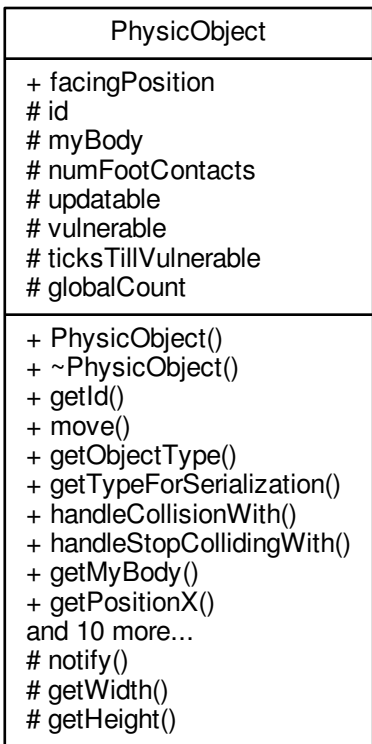 PhysicObject
+ facingPosition
# id
# myBody
# numFootContacts
# updatable
# vulnerable
# ticksTillVulnerable
# globalCount
+ PhysicObject()
+ ~PhysicObject()
+ getId()
+ move()
+ getObjectType()
+ getTypeForSerialization()
+ handleCollisionWith()
+ handleStopCollidingWith()
+ getMyBody()
+ getPositionX()
and 10 more...
# notify()
# getWidth()
# getHeight()